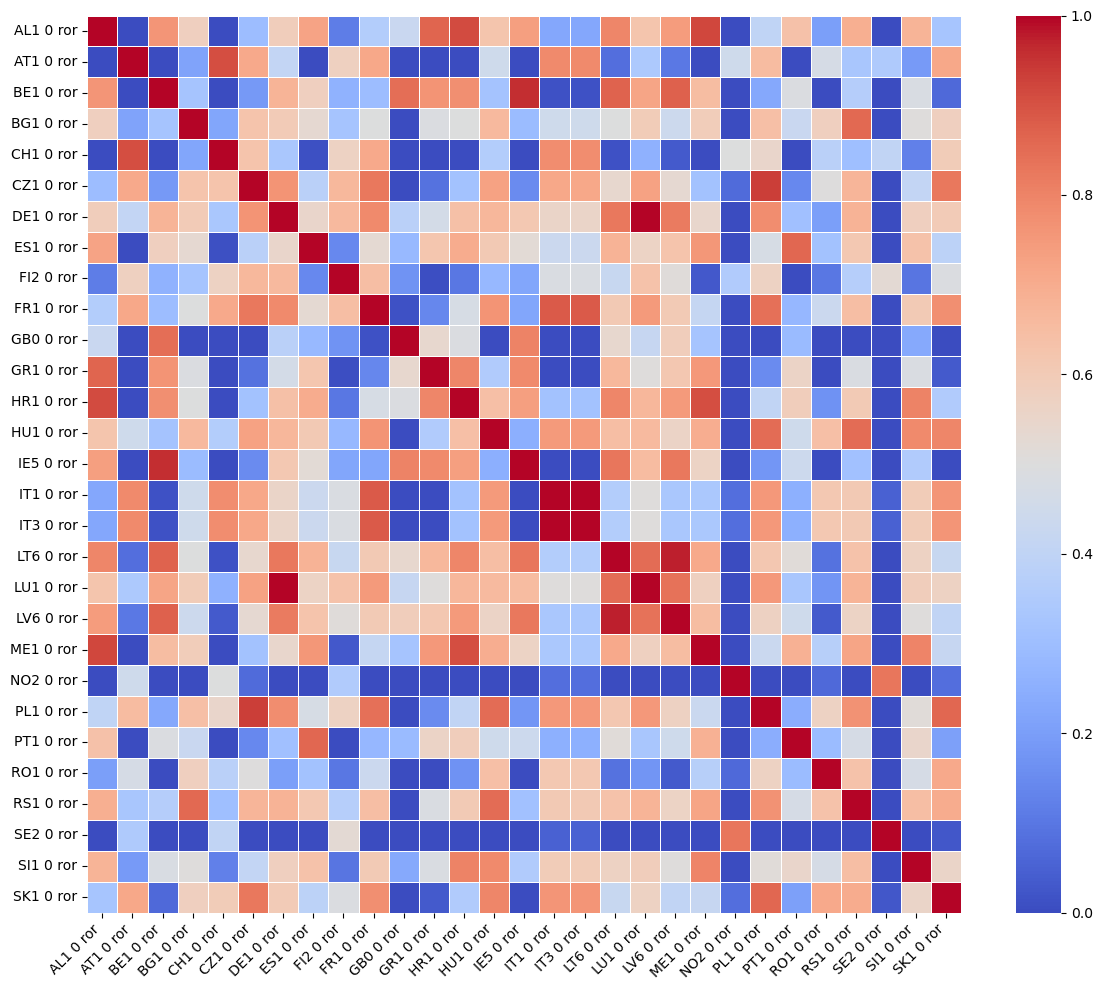 AL1 0 ror
AT1 0 ror
BE1 0 ror
BG1 0 ror
CH1 0 ror
CZ1 0 ror
DE1 0 ror
ES1 0 ror
FI2 0 ror
FR1 0 ror
GB0 0 ror
GR1 0 ror
HR1 0 ror
HU1 0 ror
IE5 0 ror
IT1 0 ror
IT3 0 ror
LT6 0 ror
LU1 0 ror
LV6 0 ror
ME1 0 ror
NO2 0 ror
PL1 0 ror
PT1 0 ror
RO1 0 ror
RS1 0 ror
SE2 0 ror
SI1 0 ror
SK1 0 ror
AL1 0 ror
AT1 0 ror
BE1 0 ror
BG1 0 ror
CH1 0 ror
CZ1 0 ror
DE1 0 ror
ES1 0 ror
FI2 0 ror
FR1 0 ror
GB0 0 ror
GR1 0 ror
HR1 0 ror
HU1 0 ror
IE5 0 ror
IT1 0 ror
IT3 0 ror
LT6 0 ror
LU1 0 ror
LV6 0 ror
ME1 0 ror
NO2 0 ror
PL1 0 ror
PT1 0 ror
RO1 0 ror
RS1 0 ror
SE2 0 ror
SI1 0 ror
SK1 0 ror
1.0
0.8
0.6
0.4
0.2
0.0